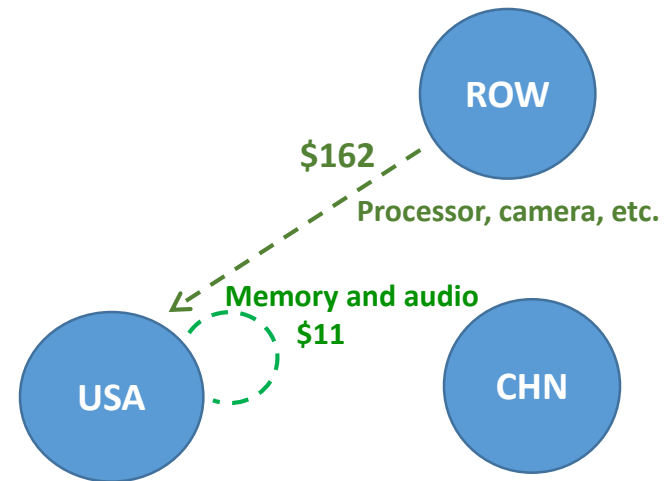 ROW
$162
Processor, camera, etc.
Memory and audio
$11
USA
CHN